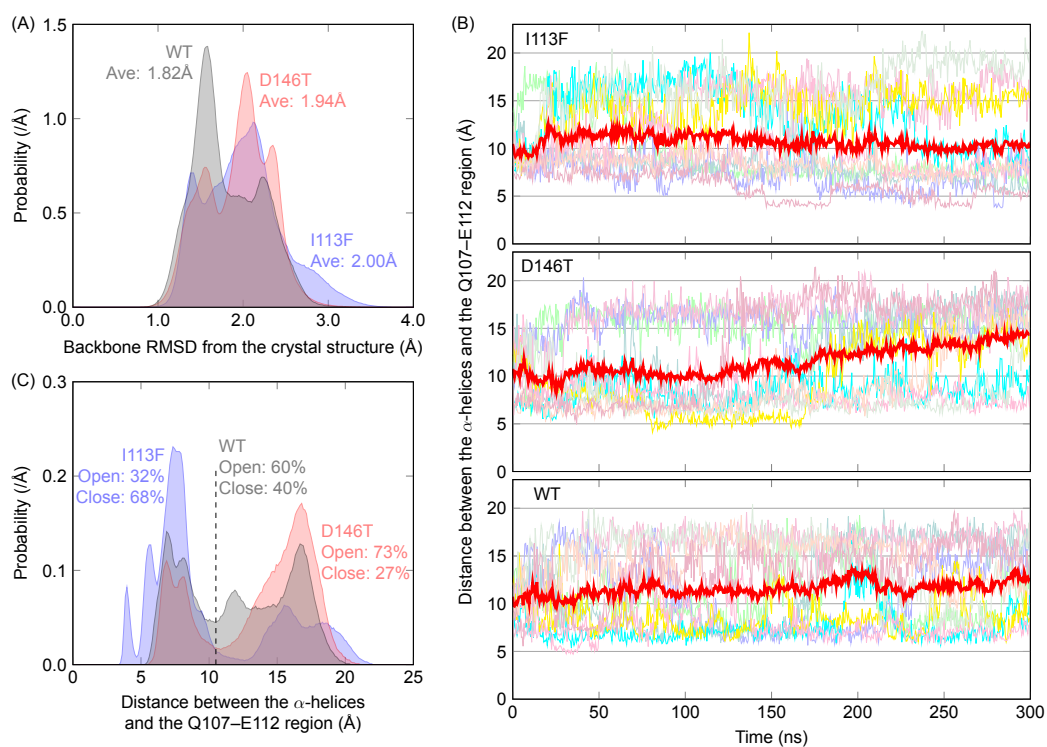 (A)
1.5
1.0
0.5
0.0
Probability (/Å)
WT
Ave: 1.82Å
D146T
Ave: 1.94Å
I113F
Ave: 2.00Å
0.0 1.0 2.0 3.0 4.0
Backbone RMSD from the crystal structure (Å)
(B)
Distance between the α-helices and the Q107–E112 region (Å)
I113F
20
15
10
5
0
D146T
20
15
10
5
0
WT
20
15
10
5
0
0 50 100 150 200 250 300
Time (ns)
(C)
0.3
0.2
0.1
0.0
Probability (/Å)
I113F
Open: 32%
Close: 68%
WT
Open: 60%
Close: 40%
D146T
Open: 73%
Close: 27%
0 5 10 15 20 25
Distance between the α-helices
and the Q107–E112 region (Å)